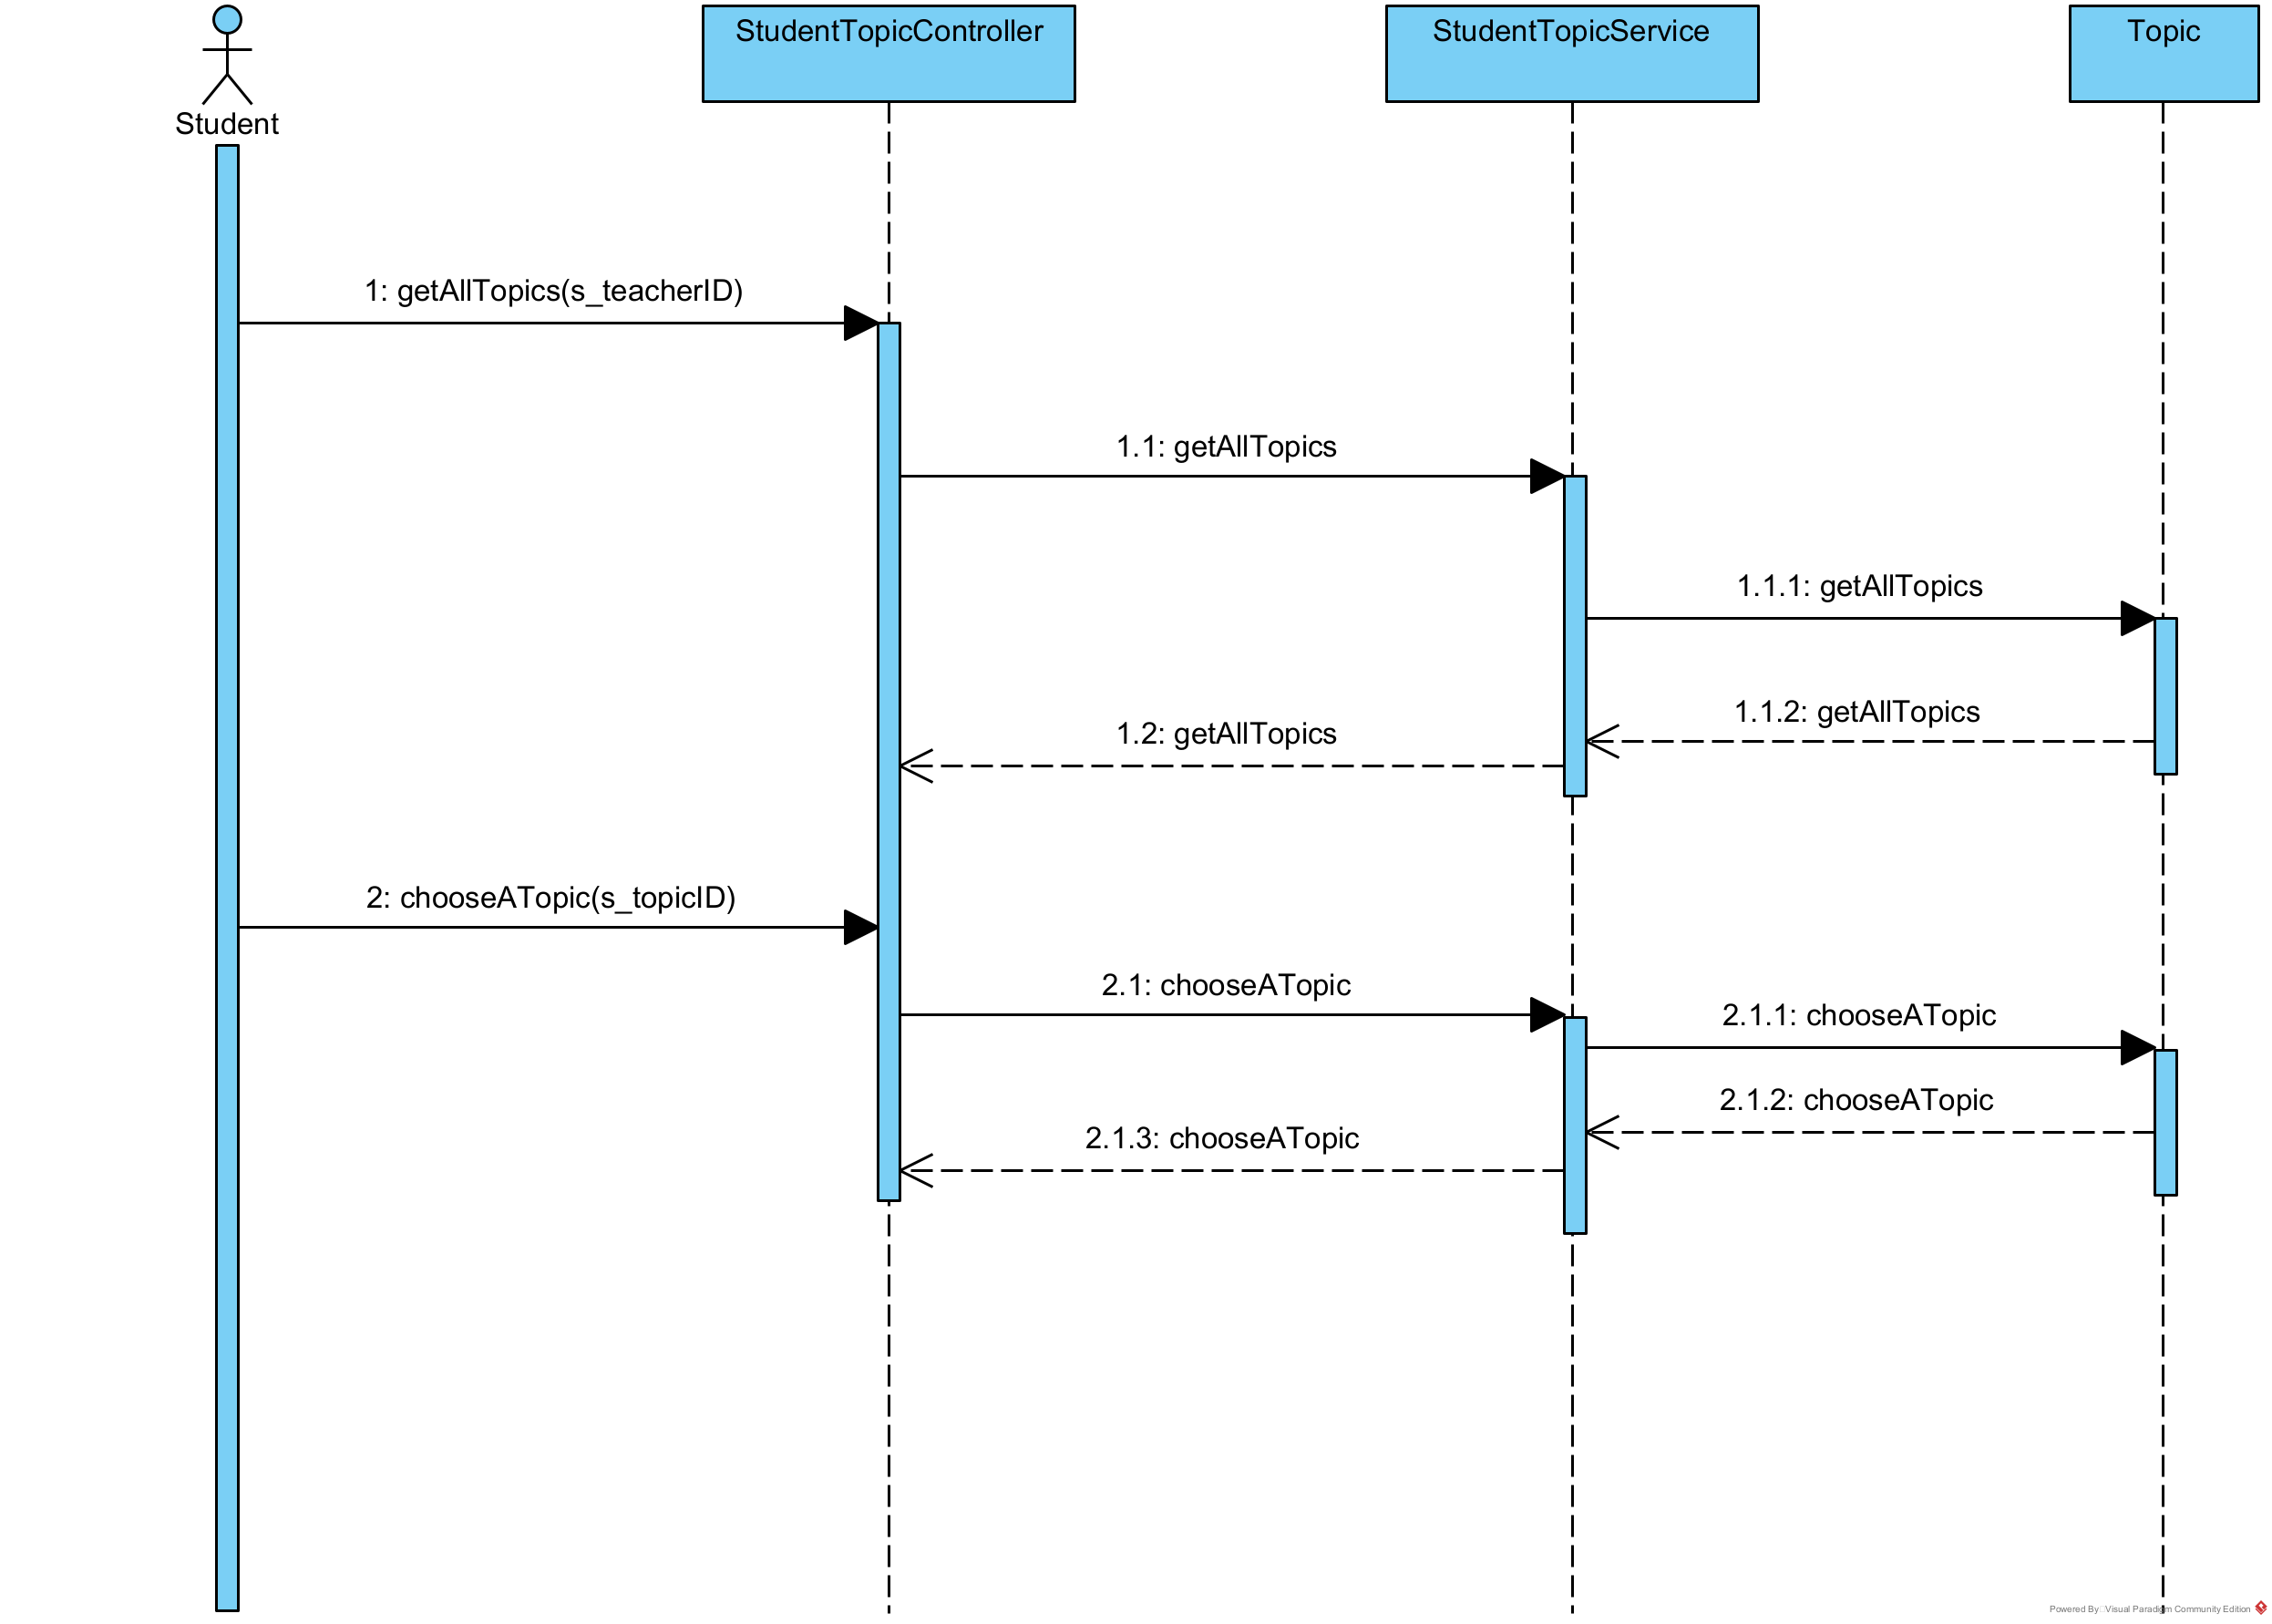 StudentTopicController
StudentTopicService
Topic
Student
1: getAllTopics(s_teacherID)
1.1: getAllTopics
1.1.1: getAllTopics
1.1.2: getAllTopics
1.2: getAllTopics
2: chooseATopic(s_topicID)
2.1: chooseATopic
2.1.1: chooseATopic
2.1.2: chooseATopic
2.1.3: chooseATopic
Powered By Visual Paradigm Community Edition